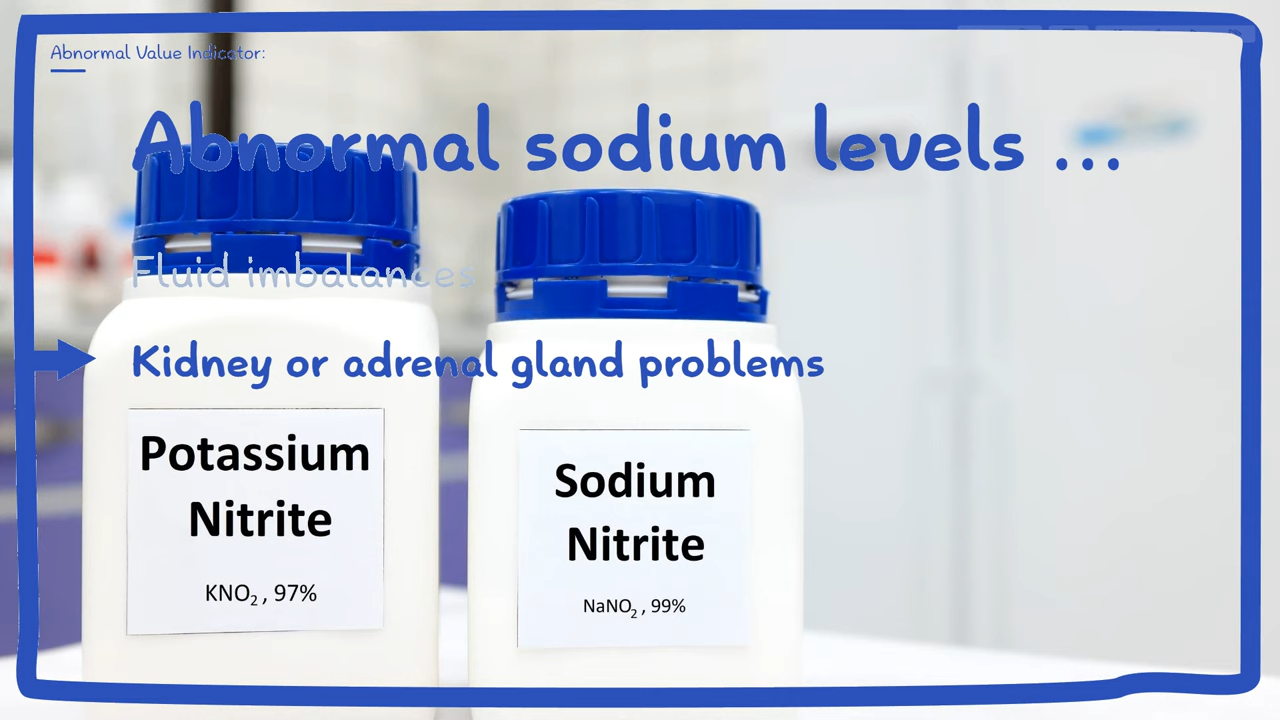 Abnormal Value Indicator:
Abnormal sodium levels ...
Fluid imbalances
Kidney or adrenal gland problems
Potassium
Nitrite
KNO₂ , 97%
Sodium
Nitrite
NaNO₂ , 99%